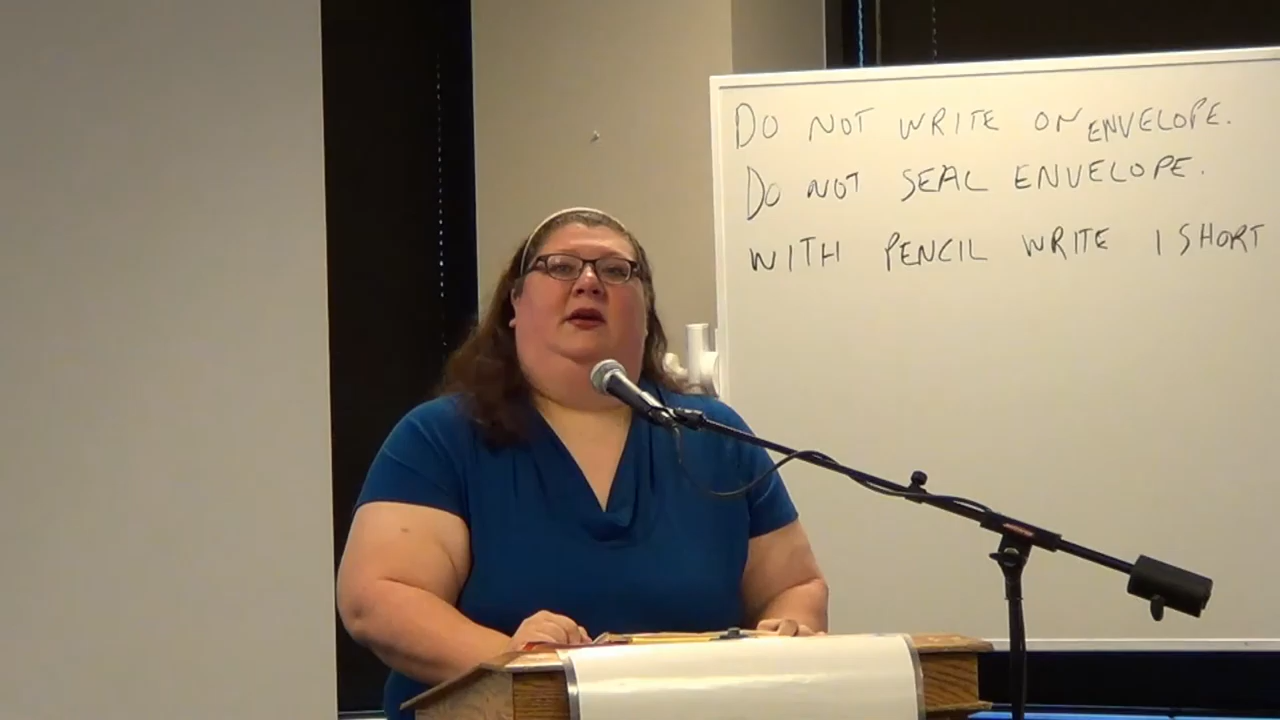 DO NOT WRITE ON ENVELOPE.
DO NOT SEAL ENVELOPE.
WITH PENCIL WRITE 1 SHORT